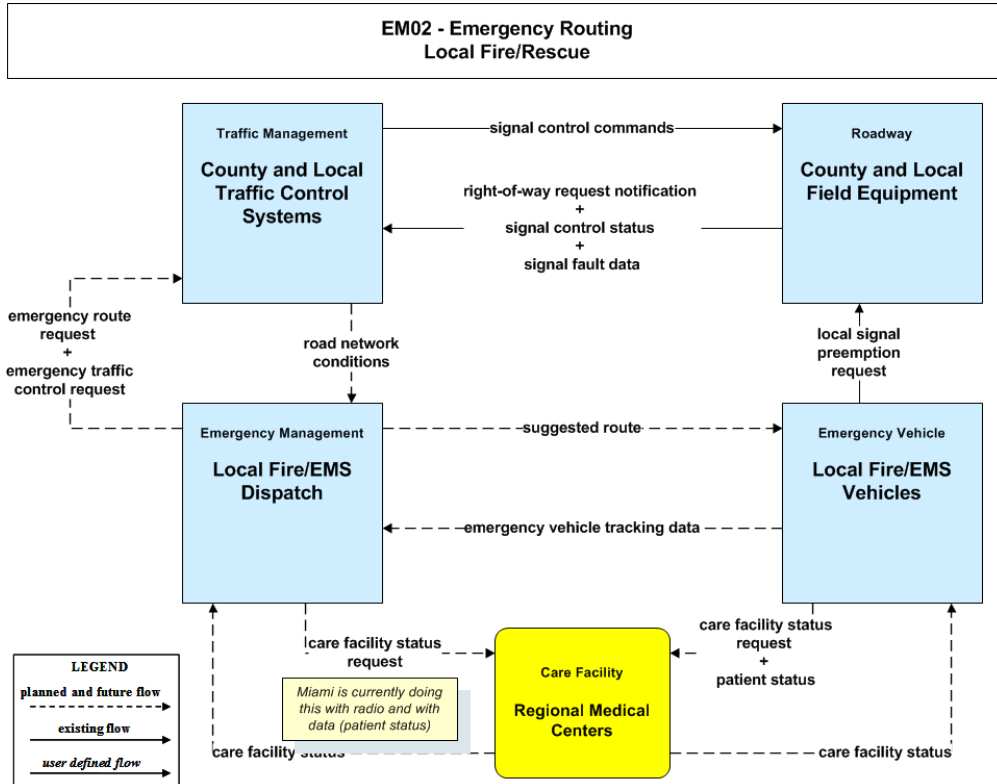 EM02 - Emergency Routing
Local Fire/Rescue
Traffic Management
County and Local
Traffic Control
Systems
signal control commands
Roadway
County and Local
Field Equipment
right-of-way request notification
+
signal control status
+
signal fault data
emergency route
request
+
emergency traffic
control request
road network
conditions
local signal
preemption
request
Emergency Management
Local Fire/EMS
Dispatch
suggested route
Emergency Vehicle
Local Fire/EMS
Vehicles
emergency vehicle tracking data
care facility status
request
care facility status
request
+
patient status
Care Facility
Regional Medical
Centers
Miami is currently doing
this with radio and with
data (patient status)
care facility status
care facility status
LEGEND
planned and future flow
existing flow
user defined flow